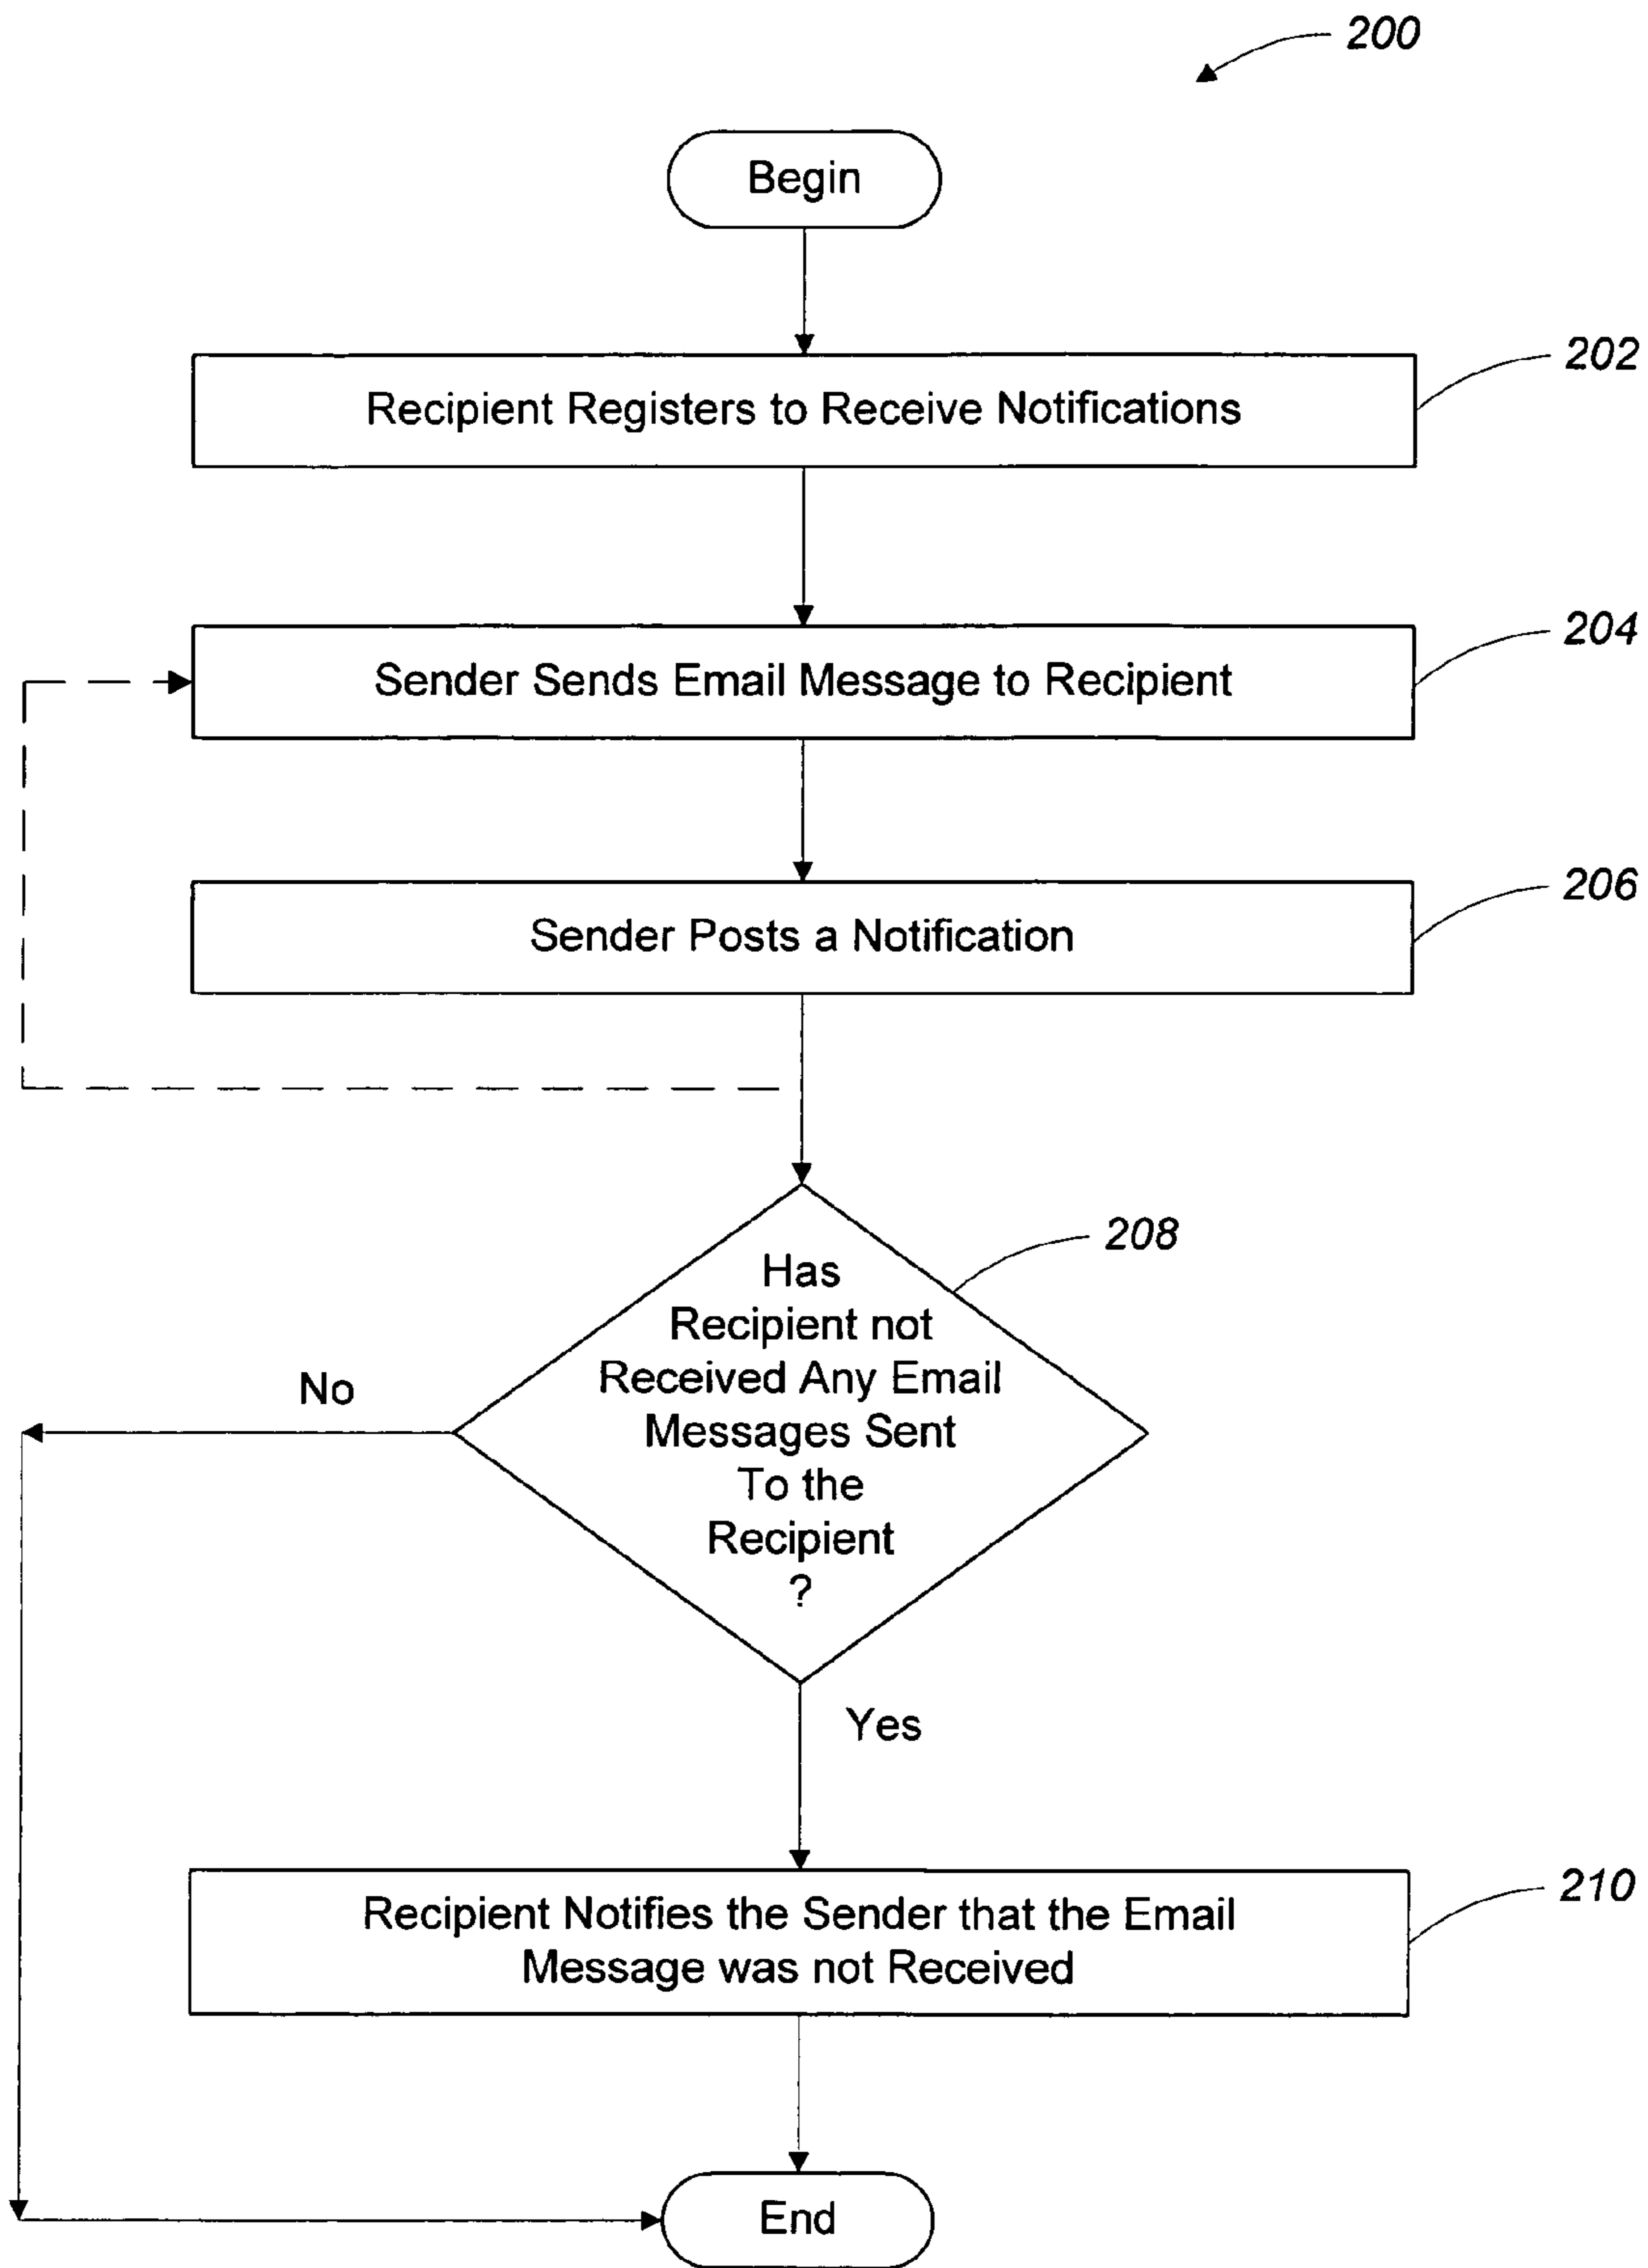 200
Begin
202
Recipient Registers to Receive Notifications
204
Sender Sends Email Message to Recipient
206
Sender Posts a Notification
208
Has
Recipient not
Received Any Email
Messages Sent
To the
Recipient
?
No
Yes
210
Recipient Notifies the Sender that the Email
Message was not Received
End